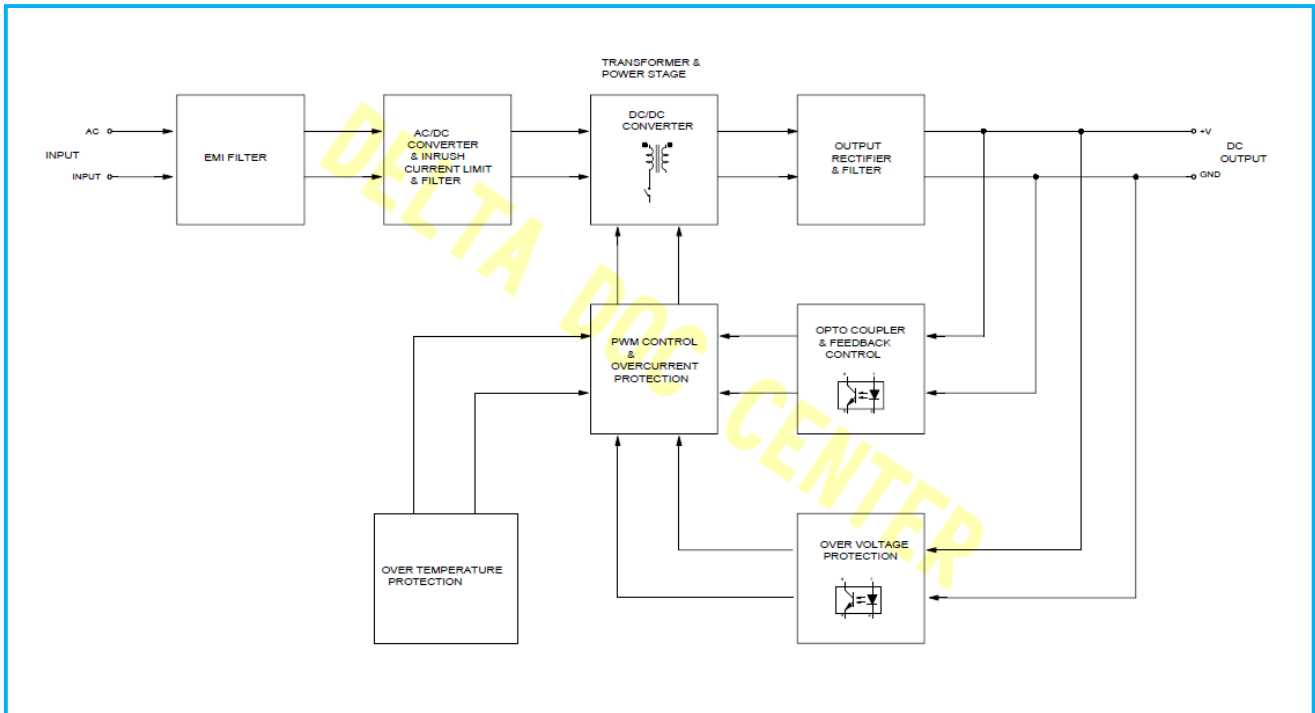 TRANSFORMER &
POWER STAGE
AC
INPUT
INPUT
EMI FILTER
AC/DC
CONVERTER
& INRUSH
CURRENT LIMIT
& FILTER
DC/DC
CONVERTER
OUTPUT
RECTIFIER
& FILTER
+V
DC
OUTPUT
GND
PWM CONTROL
&
OVERCURRENT
PROTECTION
OPTO COUPLER
& FEEDBACK
CONTROL
OVER TEMPERATURE
PROTECTION
OVER VOLTAGE
PROTECTION
DELTA DOC CENTER